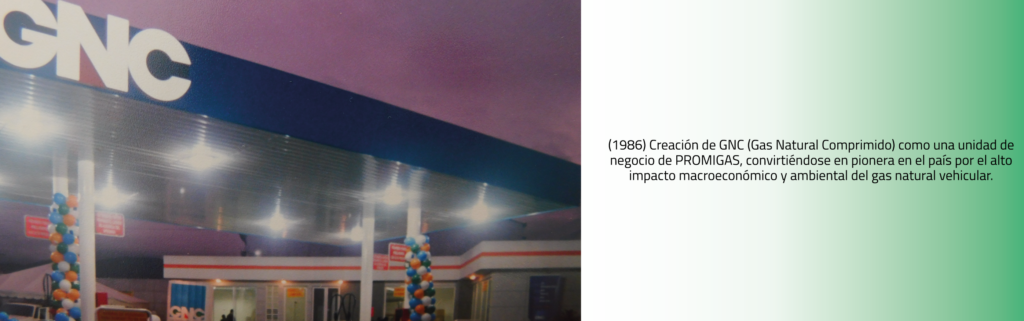 GNC
GNC
(1986) Creación de GNC (Gas Natural Comprimido) como una unidad de
negocio de PROMIGAS, convirtiéndose en pionera en el país por el alto
impacto macroeconómico y ambiental del gas natural vehicular.